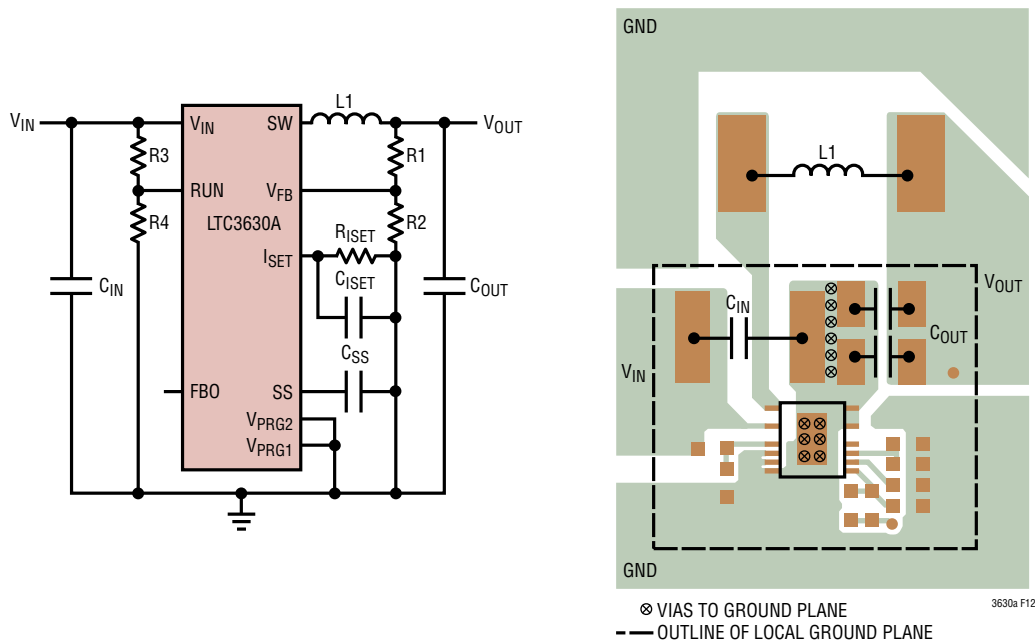 L1
VIN
VIN
SW
VOUT
R3
R1
RUN
VFB
R4
LTC3630A
R2
RISET
ISET
CISET
CIN
COUT
CSS
FBO
SS
VPRG2
VPRG1
GND
L1
VOUT
CIN
COUT
VIN
GND
3630a F12
VIAS TO GROUND PLANE
OUTLINE OF LOCAL GROUND PLANE